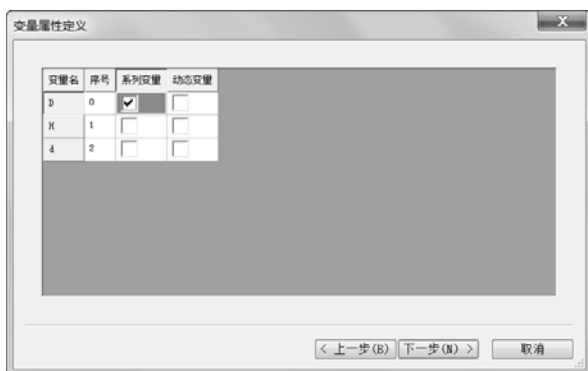 变量属性定义
变量名 序号 系列变量 动态变量
D 0
H 1
d 2
< 上一步(B) 下一步(N) > 取消